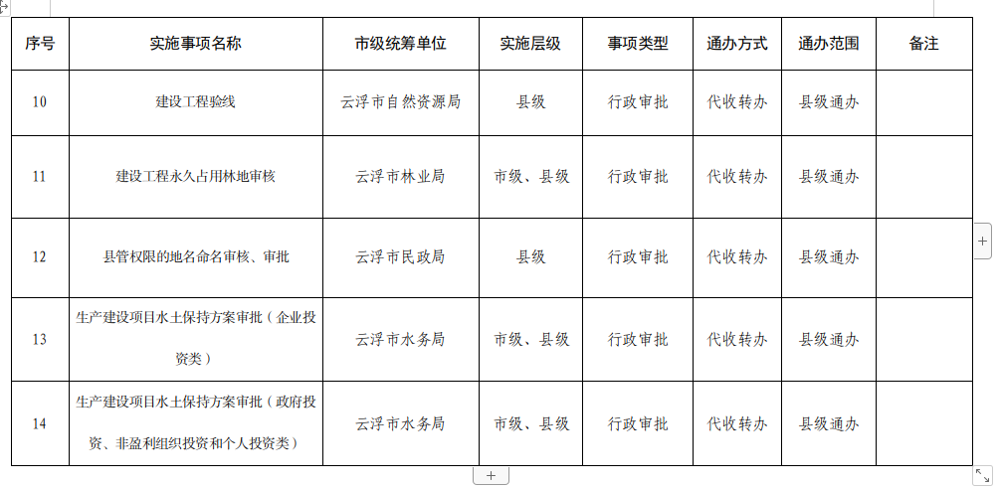 序号 实施事项名称 市级统筹单位 实施层级 事项类型 通办方式 通办范围 备注
10 建设工程验线 云浮市自然资源局 县级 行政审批 代收转办 县级通办
11 建设工程永久占用林地审核 云浮市林业局 市级、县级 行政审批 代收转办 县级通办
12 县管权限的地名命名审核、审批 云浮市民政局 县级 行政审批 代收转办 县级通办
13 生产建设项目水土保持方案审批（企业投
资类） 云浮市水务局 市级、县级 行政审批 代收转办 县级通办
14 生产建设项目水土保持方案审批（政府投
资、非盈利组织投资和个人投资类） 云浮市水务局 市级、县级 行政审批 代收转办 县级通办